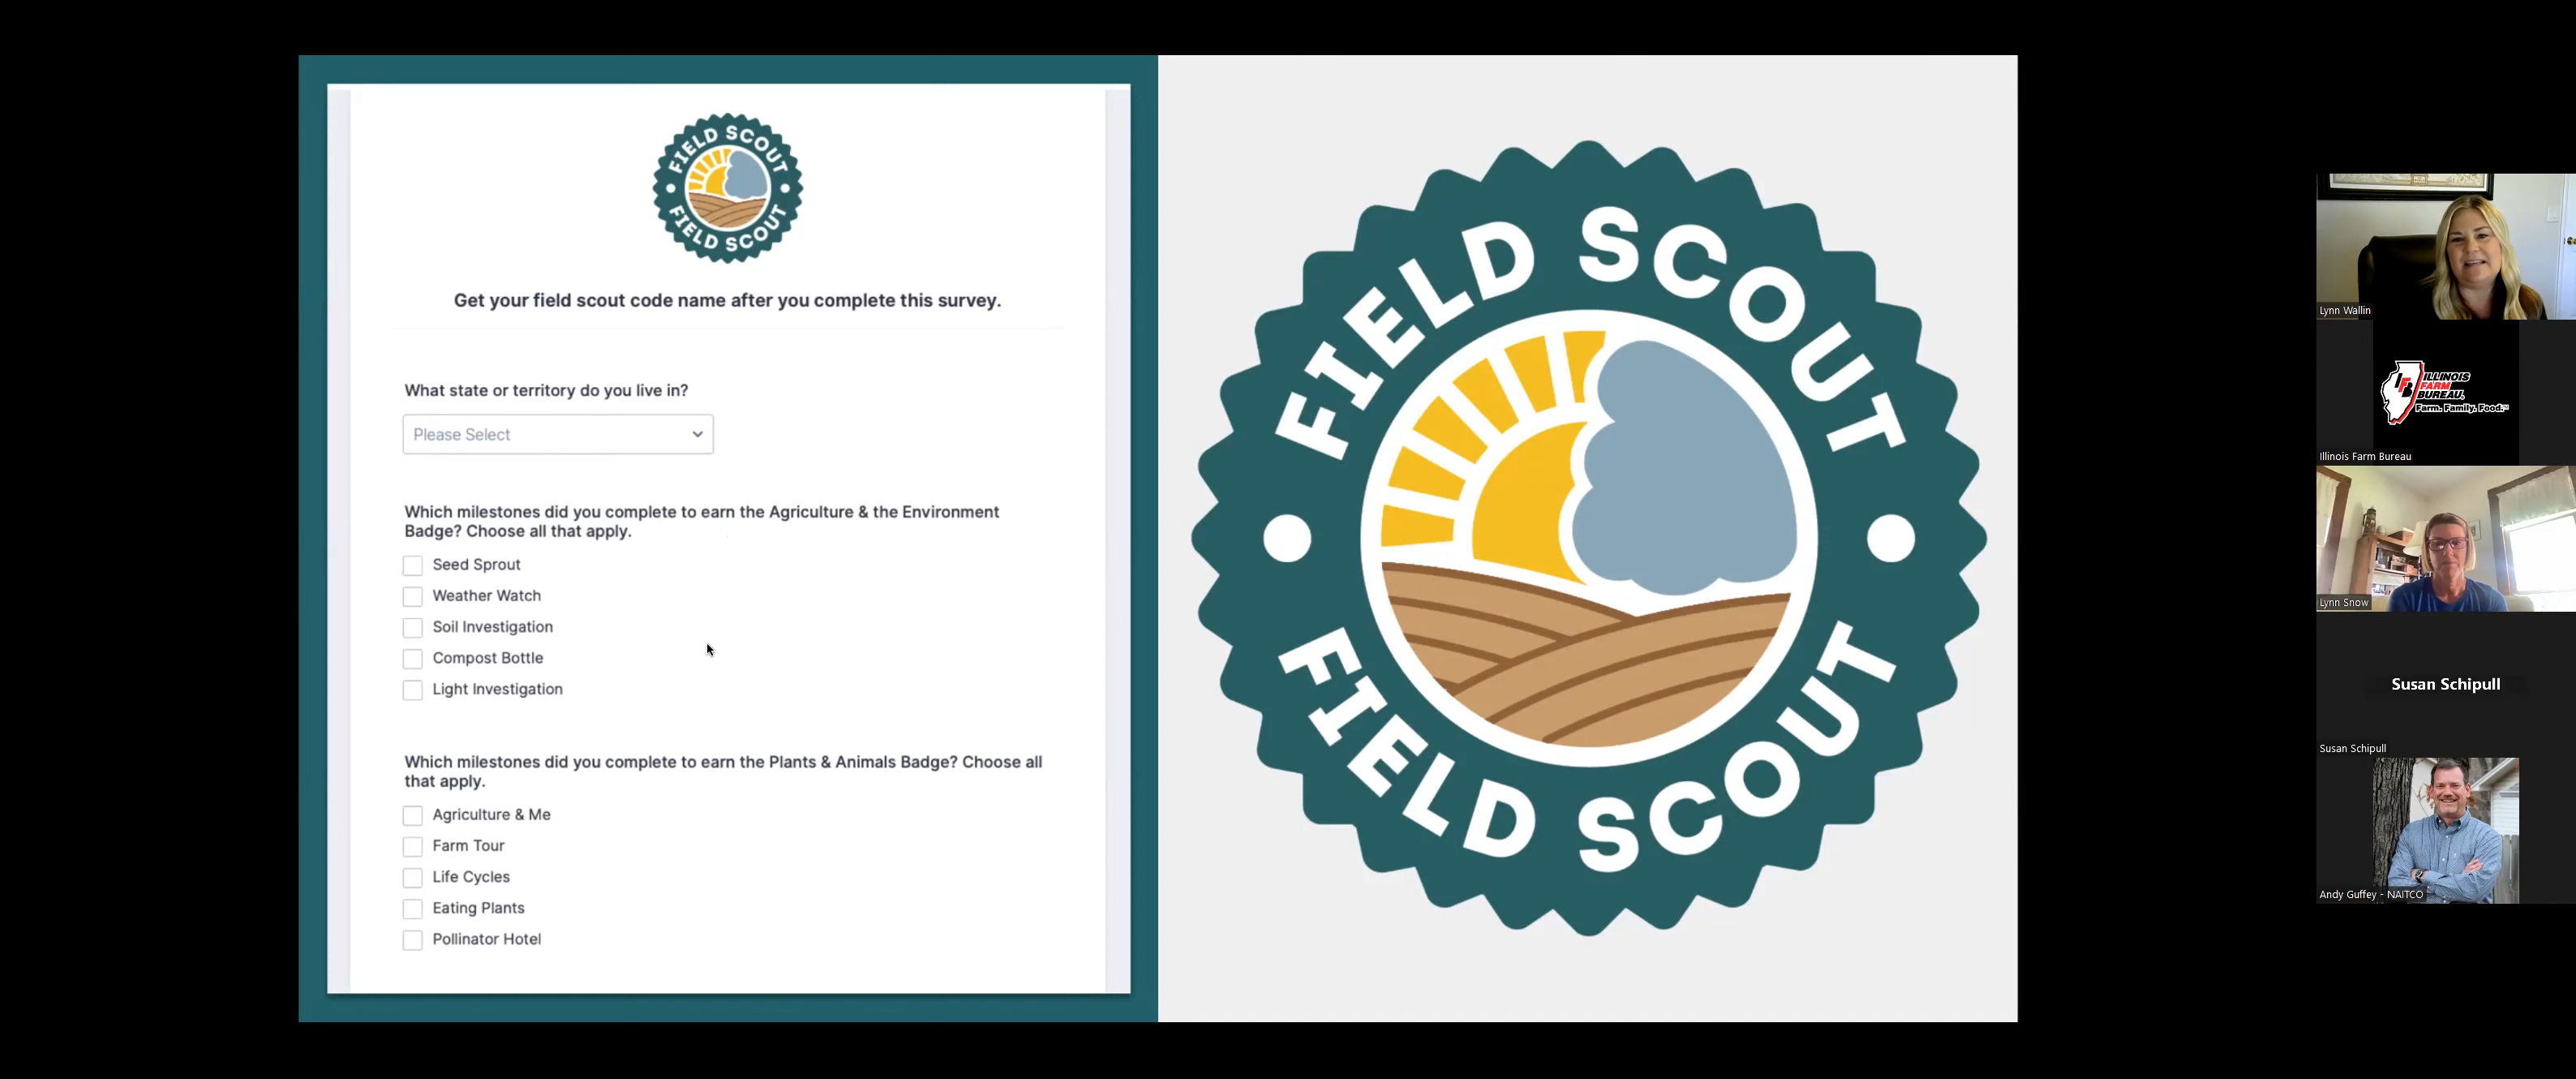 FIELD SCOUT
FIELD SCOUT
Get your field scout code name after you complete this survey.
What state or territory do you live in?
Please Select
Which milestones did you complete to earn the Agriculture & the Environment
Badge? Choose all that apply.
Seed Sprout
Weather Watch
Soil Investigation
Compost Bottle
Light Investigation
Which milestones did you complete to earn the Plants & Animals Badge? Choose all
that apply.
Agriculture & Me
Farm Tour
Life Cycles
Eating Plants
Pollinator Hotel
FIELD SCOUT
FIELD SCOUT
Lynn Wallin
ILLINOIS
FARM
BUREAU.
Farm. Family. Food.™
Illinois Farm Bureau
Lynn Snow
Susan Schipull
Susan Schipull
Andy Guffey - NAITCO